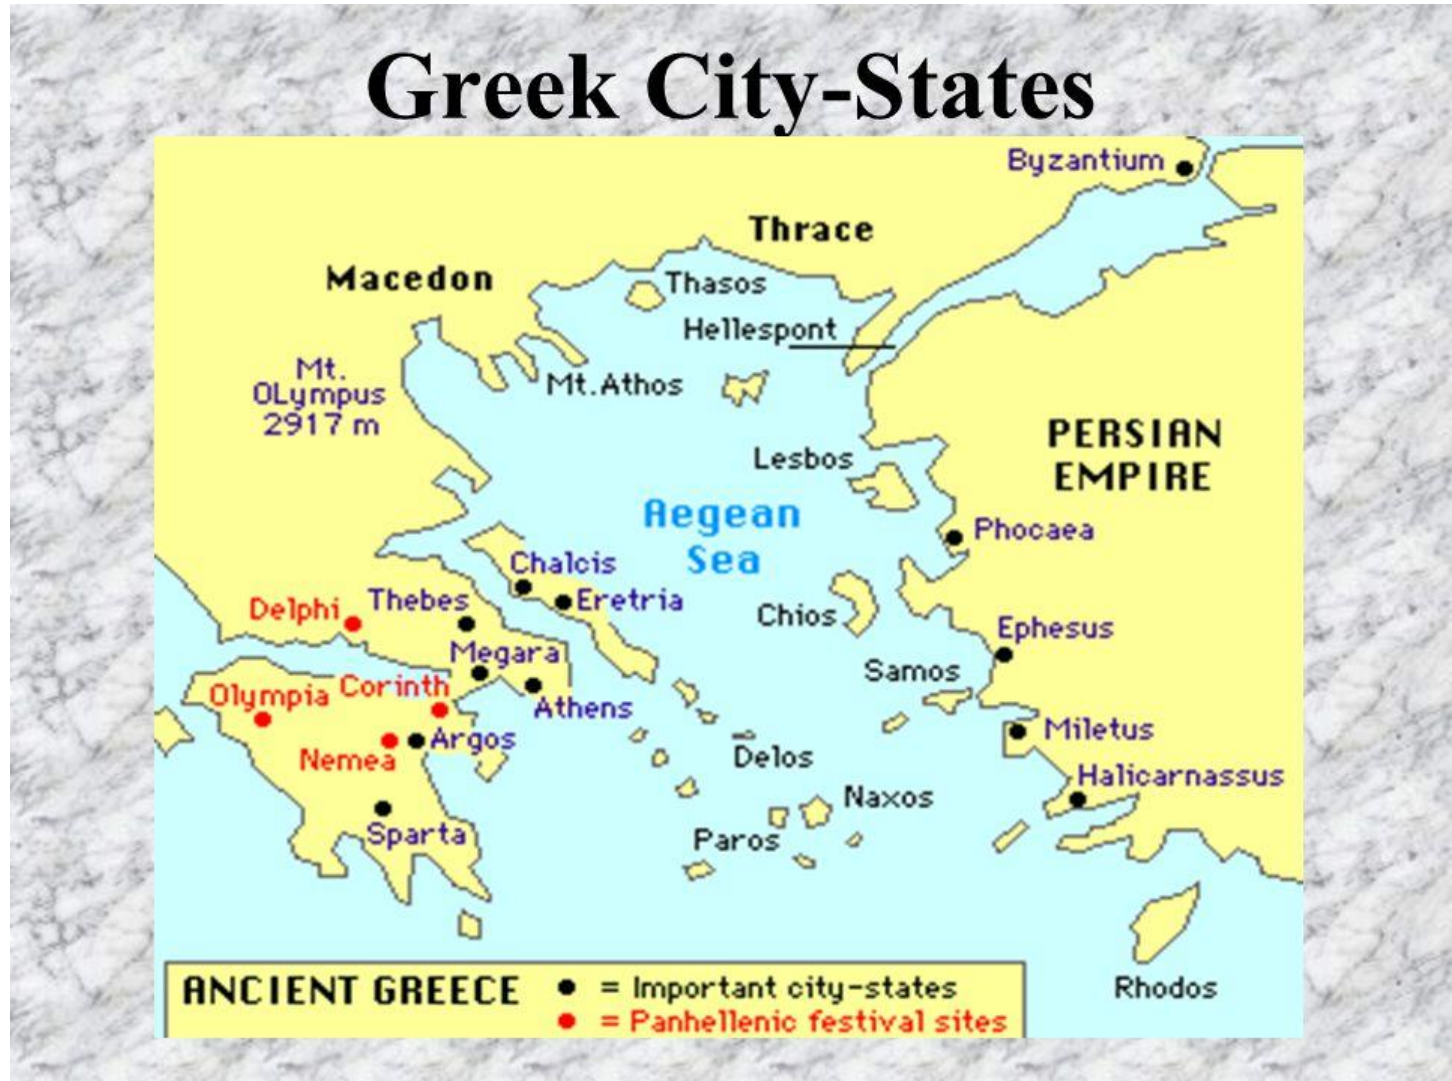 Greek City-States
Byzantium
Thrace
Macedon
Thasos
Hellespont
Mt.
OLympus
2917 m
Mt.Athos
PERSIAN
EMPIRE
Lesbos
Aegean
Sea
Phocaea
Chalcis
Eretria
Delphi
Thebes
Chios
Ephesus
Megara
Samos
Olympia
Corinth
Athens
Argos
Nemea
Delos
Miletus
Halicarnassus
Naxos
Paros
Sparta
Rhodos
ANCIENT GREECE
= Important city-states
= Panhellenic festival sites